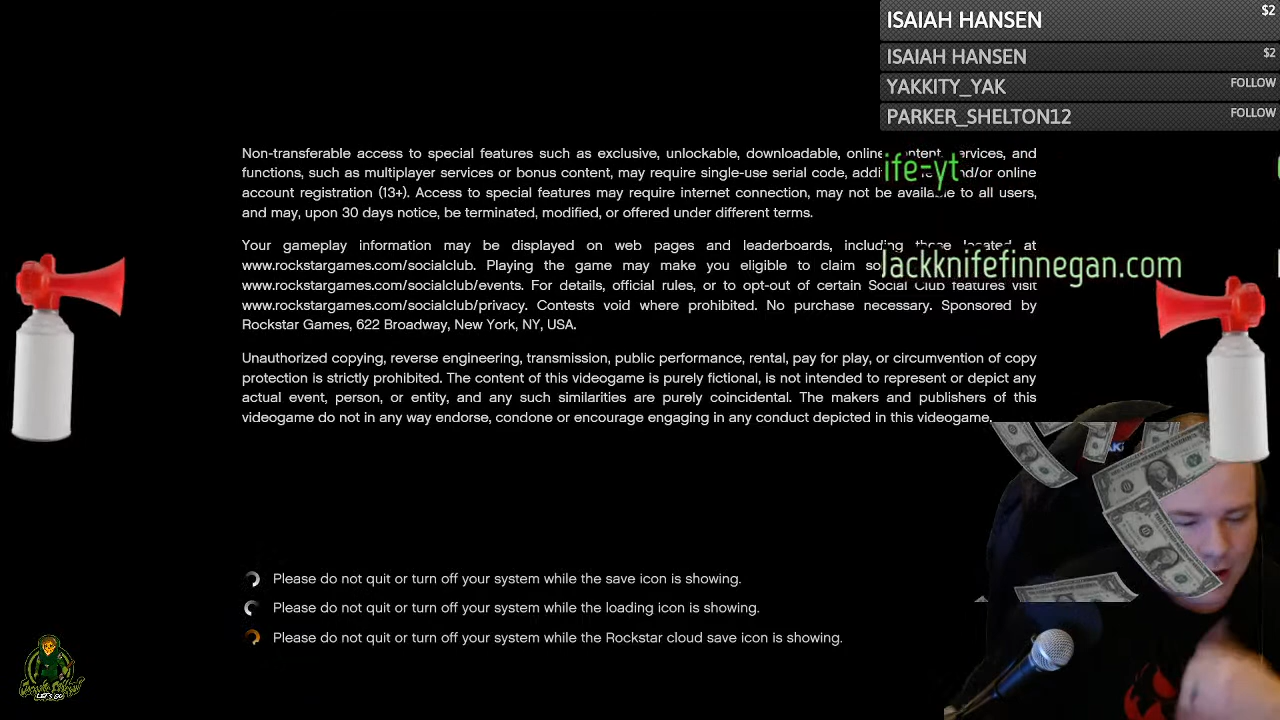 ISAIAH HANSEN $2
ISAIAH HANSEN $2
YAKKITY_YAK FOLLOW
PARKER_SHELTON12 FOLLOW
Non-transferable access to special features such as exclusive, unlockable, downloadable, online services, and
ife-yt
functions, such as multiplayer services or bonus content, may require single-use serial code, and/or online
account registration (13+). Access to special features may require internet connection, may not be available to all users,
and may, upon 30 days notice, be terminated, modified, or offered under different terms.
Your gameplay information may be displayed on web pages and leaderboards, including those located at
Jackknifefinnegan.com
www.rockstargames.com/socialclub. Playing the game may make you eligible to claim
www.rockstargames.com/socialclub/events. For details, official rules, or to opt-out of certain Social Club features visit
www.rockstargames.com/socialclub/privacy. Contests void where prohibited. No purchase necessary. Sponsored by
Rockstar Games, 622 Broadway, New York, NY, USA.
Unauthorized copying, reverse engineering, transmission, public performance, rental, pay for play, or circumvention of copy
protection is strictly prohibited. The content of this videogame is purely fictional, is not intended to represent or depict any
actual event, person, or entity, and any such similarities are purely coincidental. The makers and publishers of this
videogame do not in any way endorse, condone or encourage engaging in any conduct depicted in this videogame.
Please do not quit or turn off your system while the save icon is showing.
Please do not quit or turn off your system while the loading icon is showing.
Please do not quit or turn off your system while the Rockstar cloud save icon is showing.
LET'S GO